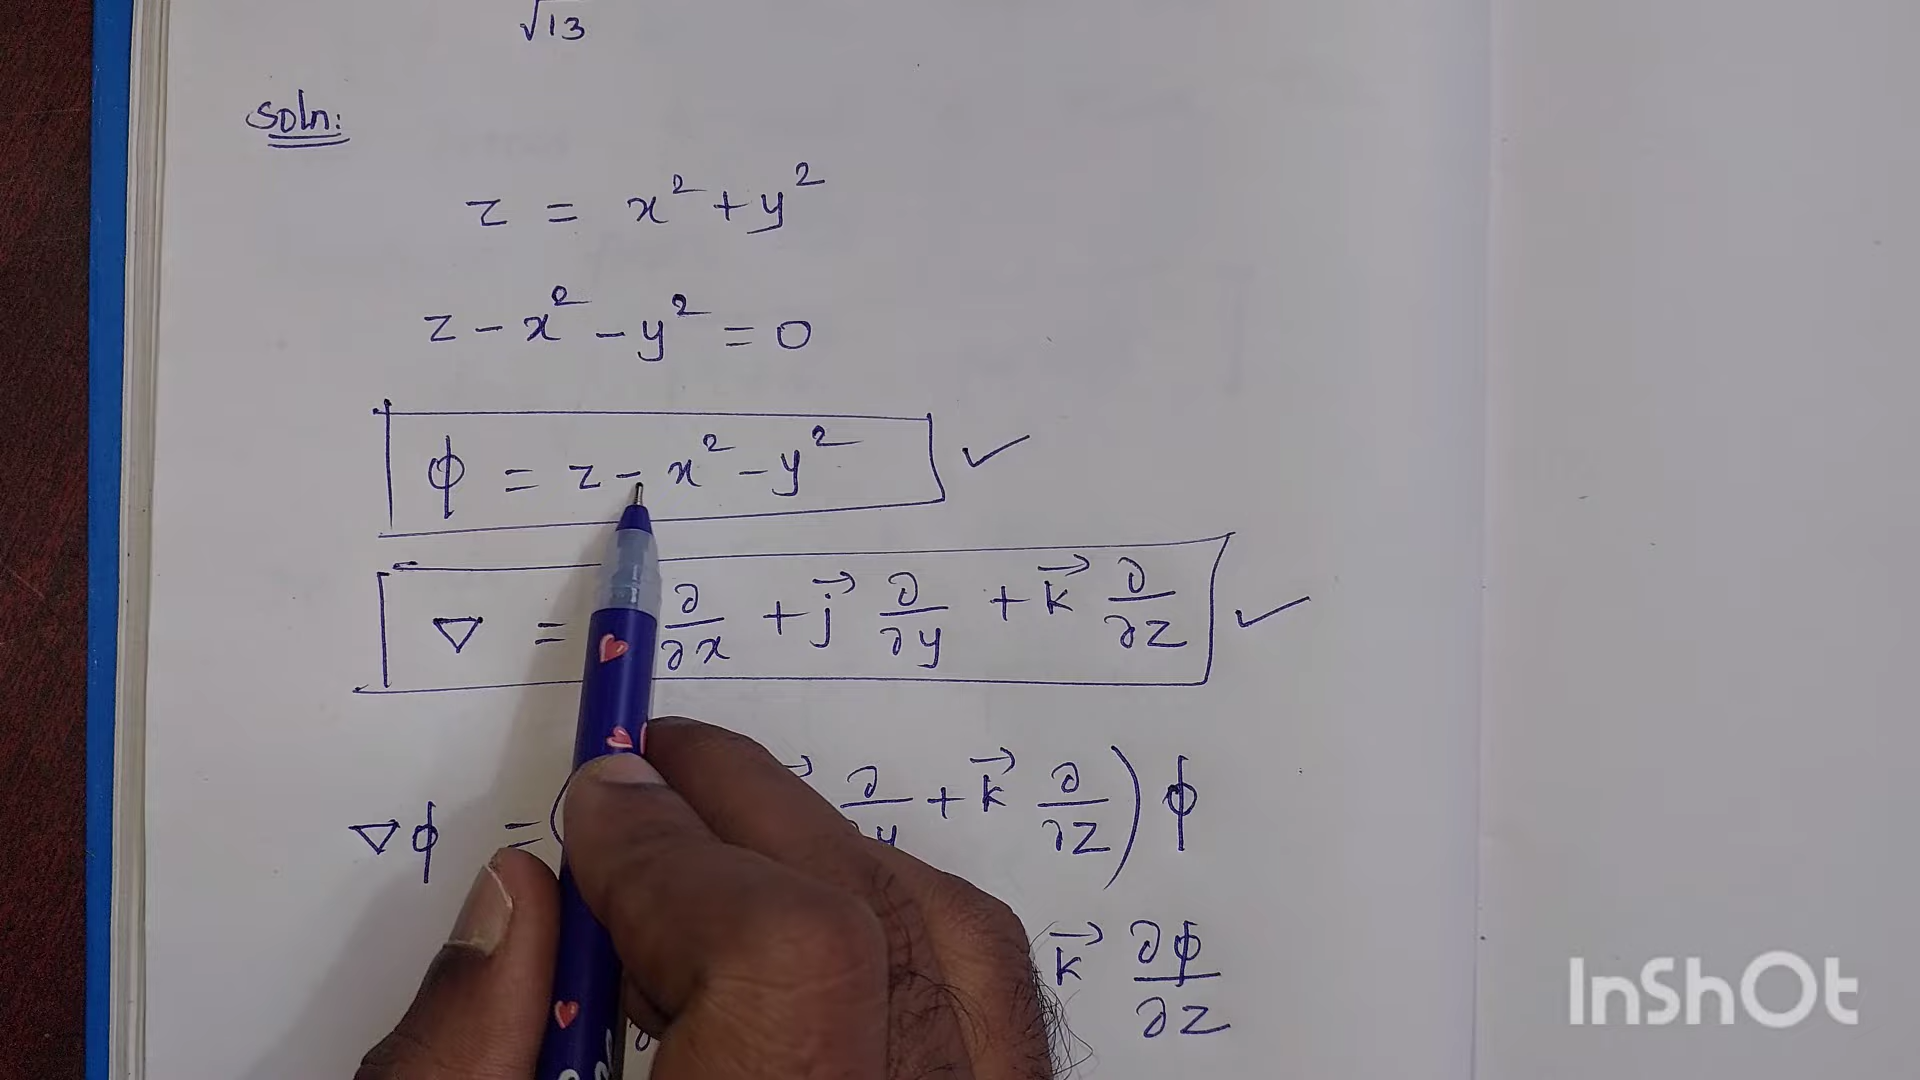 √13
Soln:
z = x² + y²
z - x² - y² = 0
ϕ = z - x² - y² ✓
∇ = ∂/∂x + j⃗ ∂/∂y + k⃗ ∂/∂z ✓
∇ϕ = ( ∂/∂y + k⃗ ∂/∂z ) ϕ
k⃗ ∂ϕ/∂z
InShOt